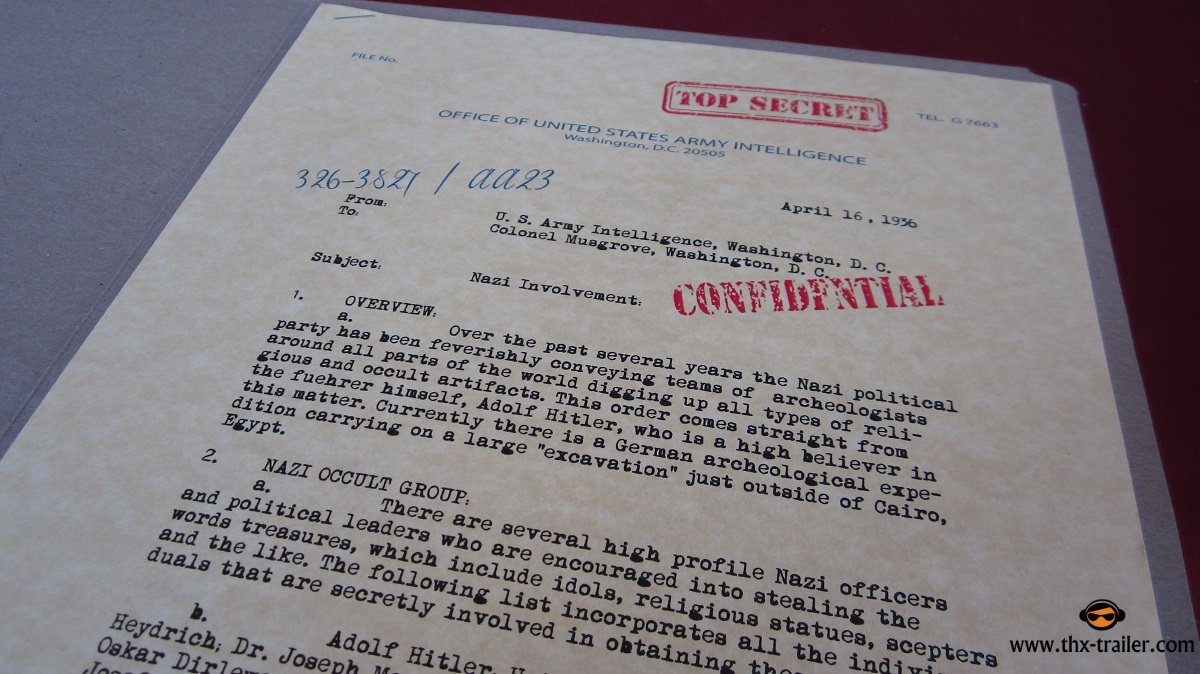 FILE No.
TOP SECRET
TEL. G 7663
OFFICE OF UNITED STATES ARMY INTELLIGENCE
Washington, D.C. 20505
326-3827 / aa23
April 16, 1936
From:
To:
U. S. Army Intelligence, Washington, D. C.
Colonel Musgrove, Washington, D. C.
Subject:
Nazi Involvement:
CONFIDENTIAL
1. OVERVIEW:
a. Over the past several years the Nazi political
party has been feverishly conveying teams of archeologists
around all parts of the world digging up all types of reli-
gious and occult artifacts. This order comes straight from
the fuehrer himself, Adolf Hitler, who is a high believer in
this matter. Currently there is a German archeological expe-
dition carrying on a large "excavation" just outside of Cairo,
Egypt.
2. NAZI OCCULT GROUP:
a. There are several high profile Nazi officers
and political leaders who are encouraged into stealing the
words treasures, which include idols, religious statues, scepters
and the like. The following list incorporates all the indivi-
duals that are secretly involved in obtaining
b. Adolf Hitler,
Heydrich; Dr. Joseph
Oskar
www.thx-trailer.com